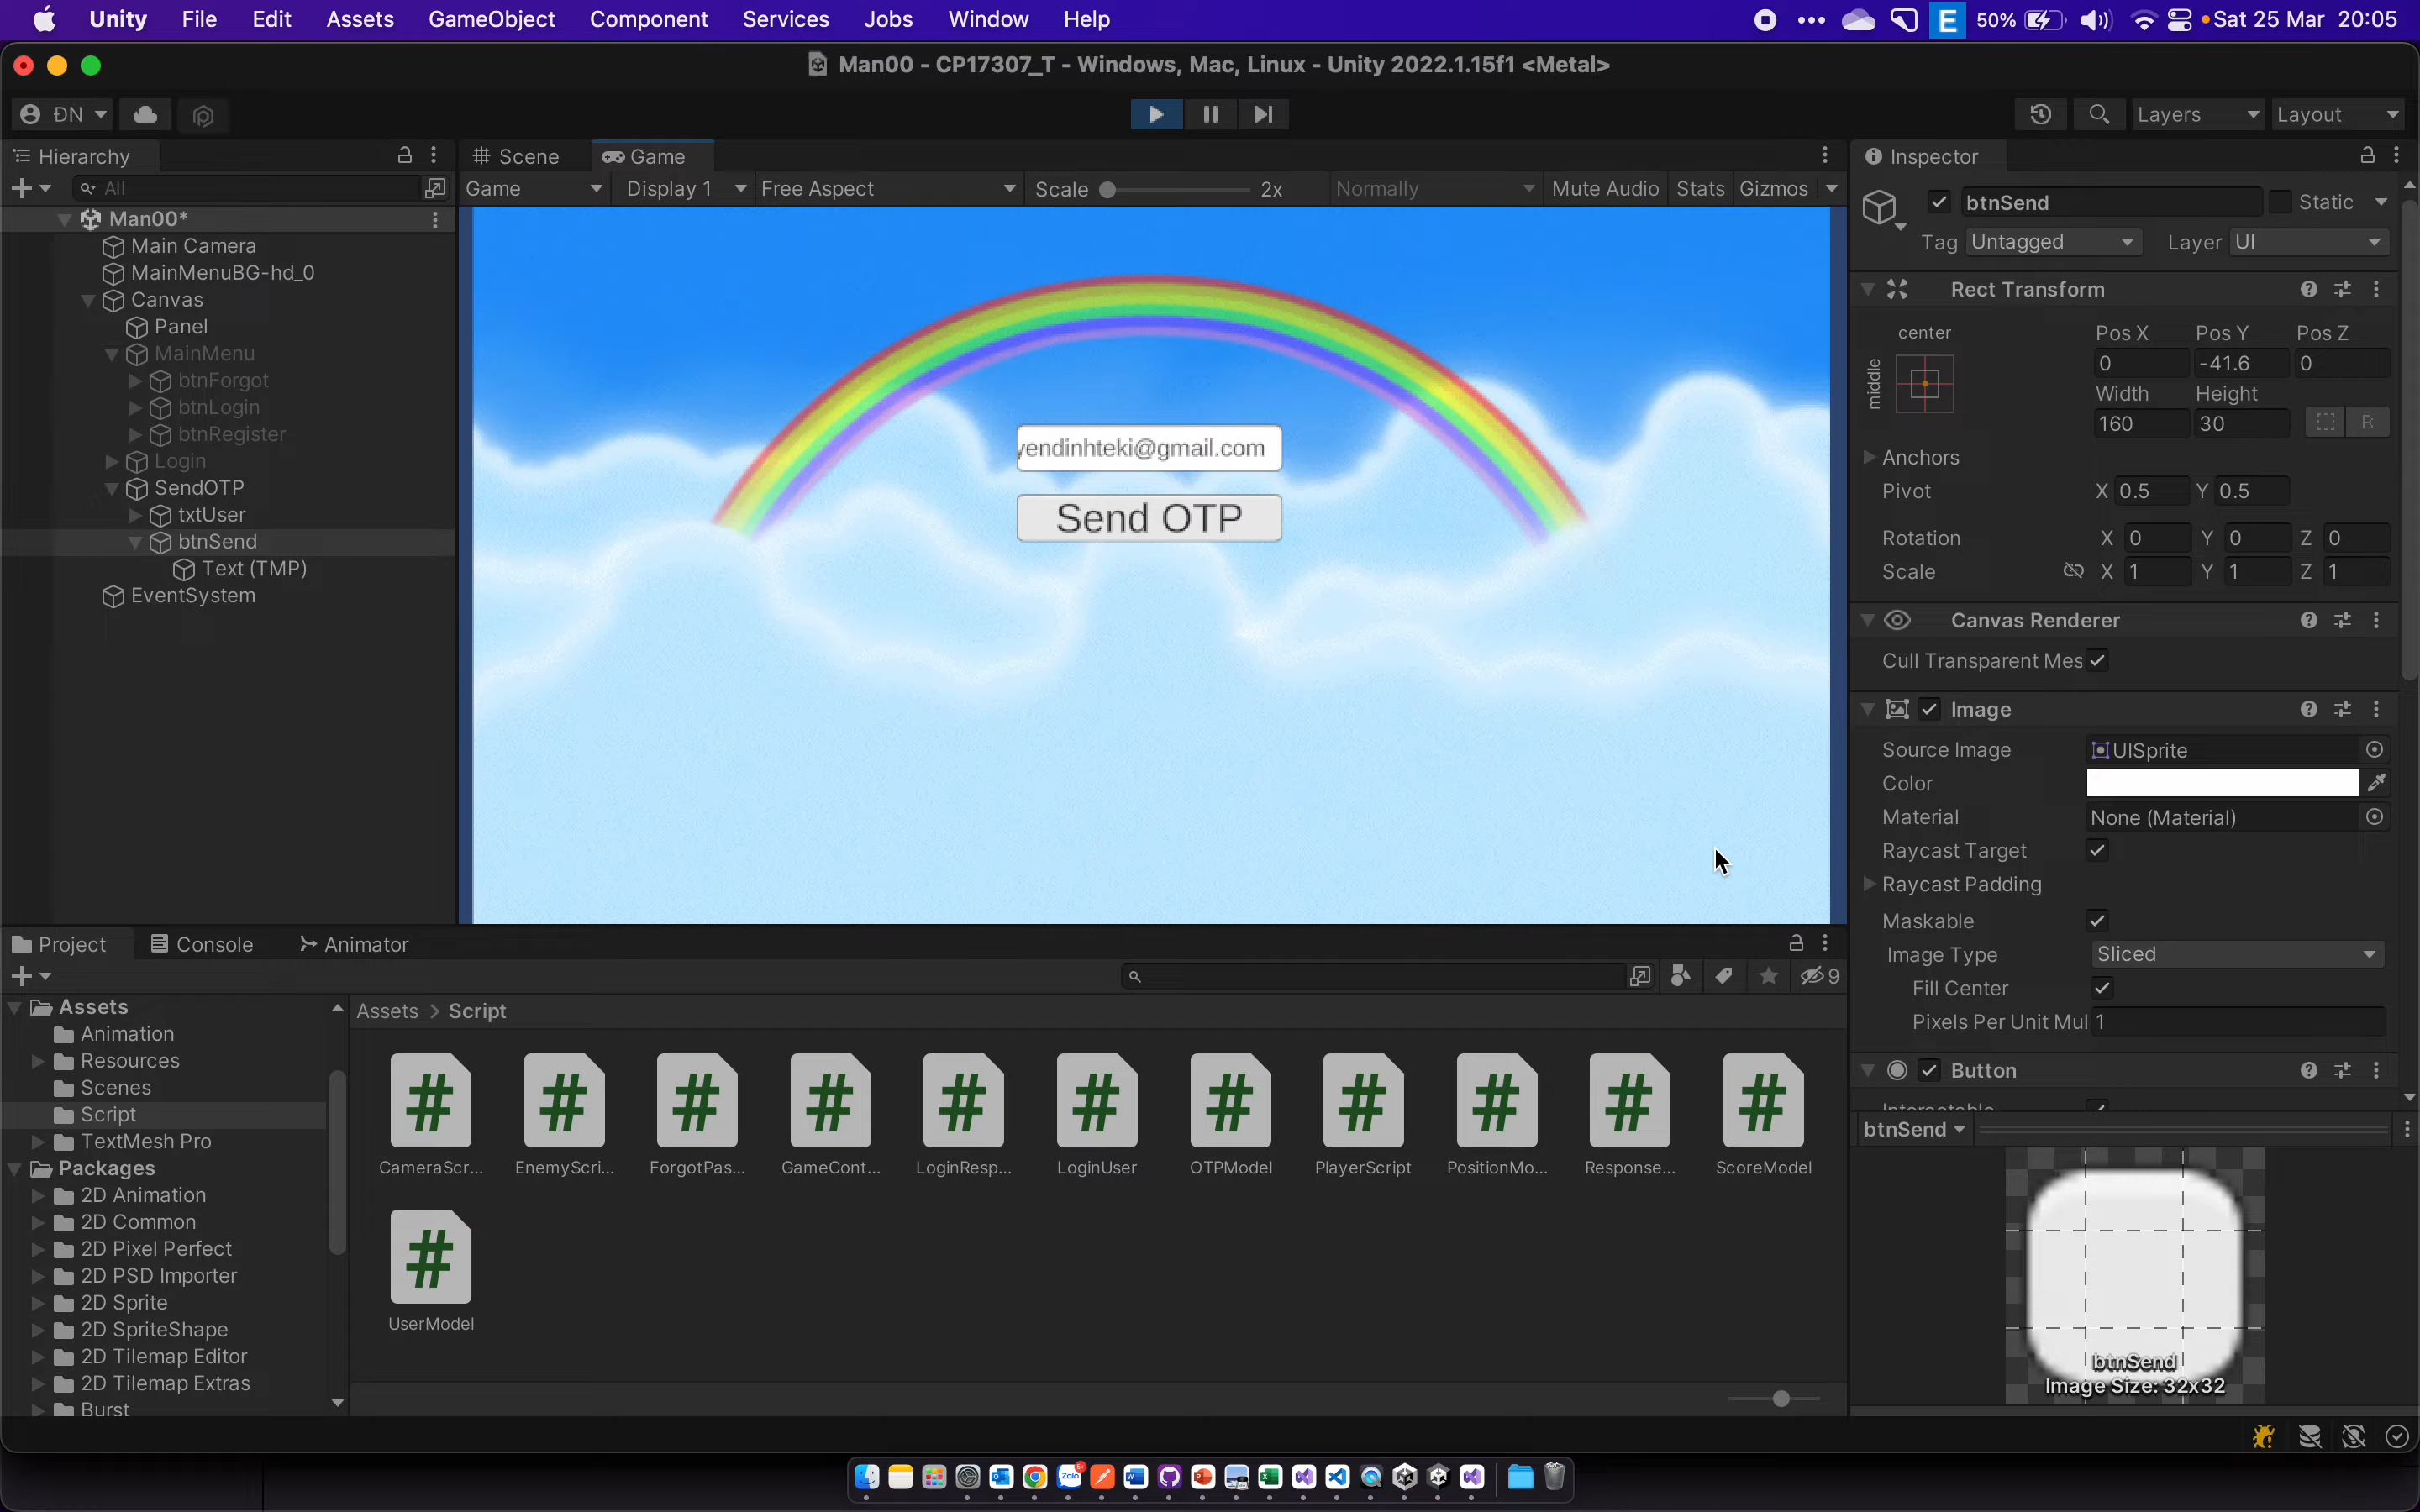 Unity File Edit Assets GameObject Component Services Jobs Window Help
E 50% Sat 25 Mar 20:05
Man00 - CP17307_T - Windows, Mac, Linux - Unity 2022.1.15f1 <Metal>
ĐN
Layers Layout
Hierarchy
All
Man00*
Main Camera
MainMenuBG-hd_0
Canvas
Panel
MainMenu
btnForgot
btnLogin
btnRegister
Login
SendOTP
txtUser
btnSend
Text (TMP)
EventSystem
Scene Game
Game Display 1 Free Aspect Scale 2x Normally Mute Audio Stats Gizmos
yendinhteki@gmail.com
Send OTP
Inspector
btnSend Static
Tag Untagged Layer UI
Rect Transform
center
middle
Pos X Pos Y Pos Z
0 -41.6 0
Width Height
160 30
R
Anchors
Pivot X 0.5 Y 0.5
Rotation X 0 Y 0 Z 0
Scale X 1 Y 1 Z 1
Canvas Renderer
Cull Transparent Mes
Image
Source Image UISprite
Color
Material None (Material)
Raycast Target
Raycast Padding
Maskable
Image Type Sliced
Fill Center
Pixels Per Unit Mul 1
Button
Interactable
btnSend
btnSend
Image Size: 32x32
Project Console Animator
9
Assets
Animation
Resources
Scenes
Script
TextMesh Pro
Packages
2D Animation
2D Common
2D Pixel Perfect
2D PSD Importer
2D Sprite
2D SpriteShape
2D Tilemap Editor
2D Tilemap Extras
Burst
Assets > Script
CameraScr... EnemyScri... ForgotPas... GameCont... LoginResp... LoginUser OTPModel PlayerScript PositionMo... Response... ScoreModel
UserModel
Zalo 5+